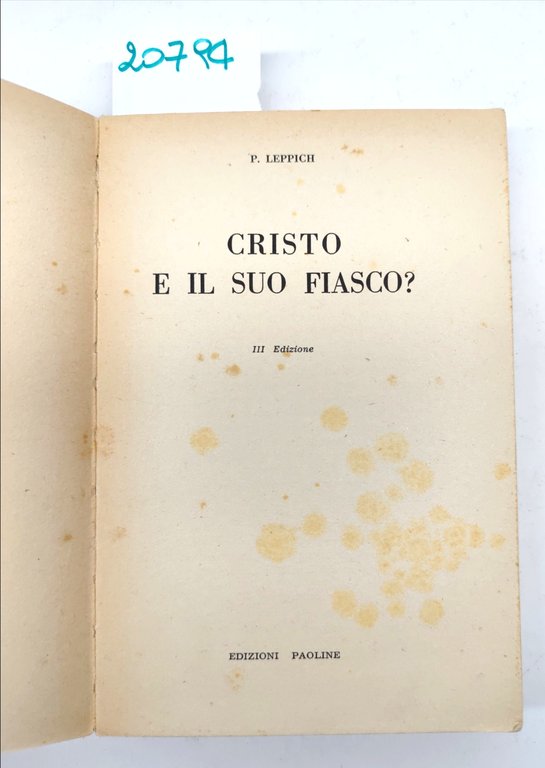 20794
P. LEPPICH
CRISTO
E IL SUO FIASCO?
III Edizione
EDIZIONI PAOLINE